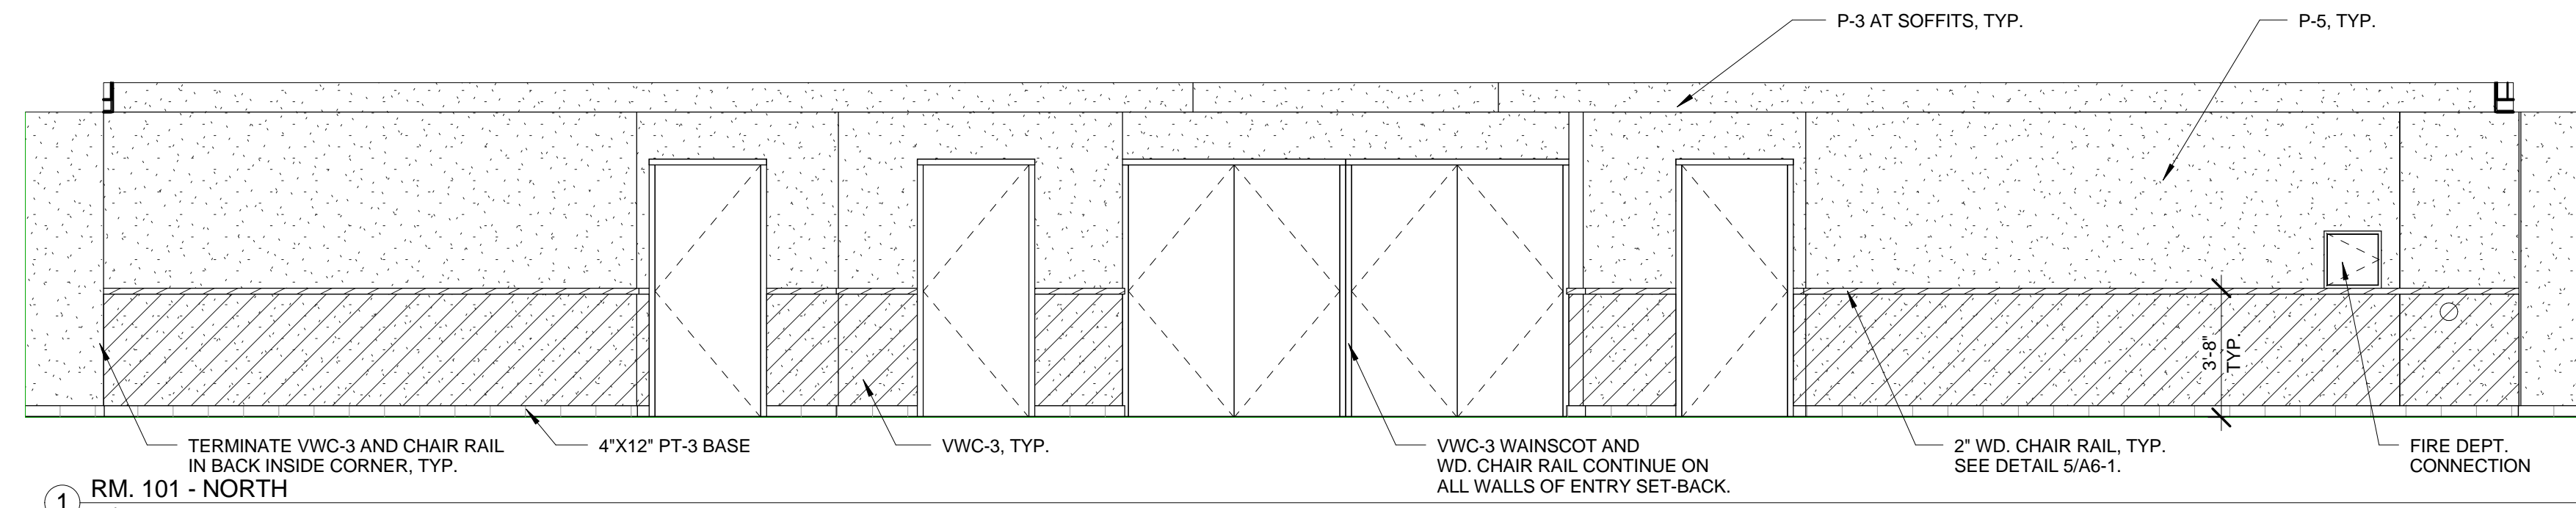 P-3 AT SOFFITS, TYP.
P-5, TYP.
3'-8"
TYP.
TERMINATE VWC-3 AND CHAIR RAIL
IN BACK INSIDE CORNER, TYP.
4"X12" PT-3 BASE
VWC-3, TYP.
VWC-3 WAINSCOT AND
WD. CHAIR RAIL CONTINUE ON
ALL WALLS OF ENTRY SET-BACK.
2" WD. CHAIR RAIL, TYP.
SEE DETAIL 5/A6-1.
FIRE DEPT.
CONNECTION
1
RM. 101 - NORTH